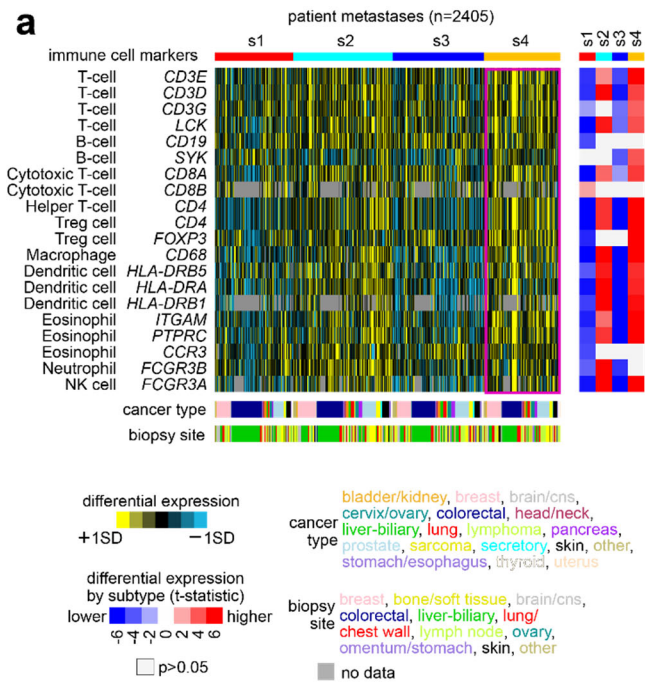 a
patient metastases (n=2405)
s1 s2 s3 s4
s1 s2 s3 s4
immune cell markers
T-cell CD3E
T-cell CD3D
T-cell CD3G
T-cell LCK
B-cell CD19
B-cell SYK
Cytotoxic T-cell CD8A
Cytotoxic T-cell CD8B
Helper T-cell CD4
Treg cell CD4
Treg cell FOXP3
Macrophage CD68
Dendritic cell HLA-DRB5
Dendritic cell HLA-DRA
Dendritic cell HLA-DRB1
Eosinophil ITGAM
Eosinophil PTPRC
Eosinophil CCR3
Neutrophil FCGR3B
NK cell FCGR3A
cancer type
biopsy site
differential expression
+1SD −1SD
differential expression
by subtype (t-statistic)
lower higher
-6 -4 -2 0 2 4 6
p>0.05
cancer
type
bladder/kidney, breast, brain/cns,
cervix/ovary, colorectal, head/neck,
liver-biliary, lung, lymphoma, pancreas,
prostate, sarcoma, secretory, skin, other,
stomach/esophagus, thyroid, uterus
biopsy
site
breast, bone/soft tissue, brain/cns,
colorectal, liver-biliary, lung/
chest wall, lymph node, ovary,
omentum/stomach, skin, other
no data